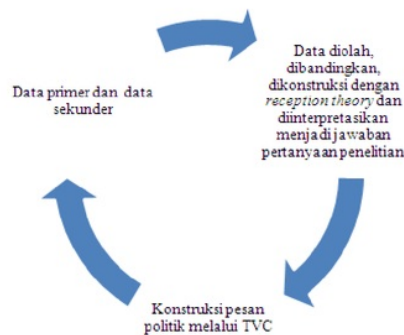 Data primer dan data
sekunder
Data diolah,
dibandingkan,
dikonstruksi dengan
reception theory dan
diinterpretasikan
menjadi jawaban
pertanyaan penelitian
Konstruksi pesan
politik melalui TVC